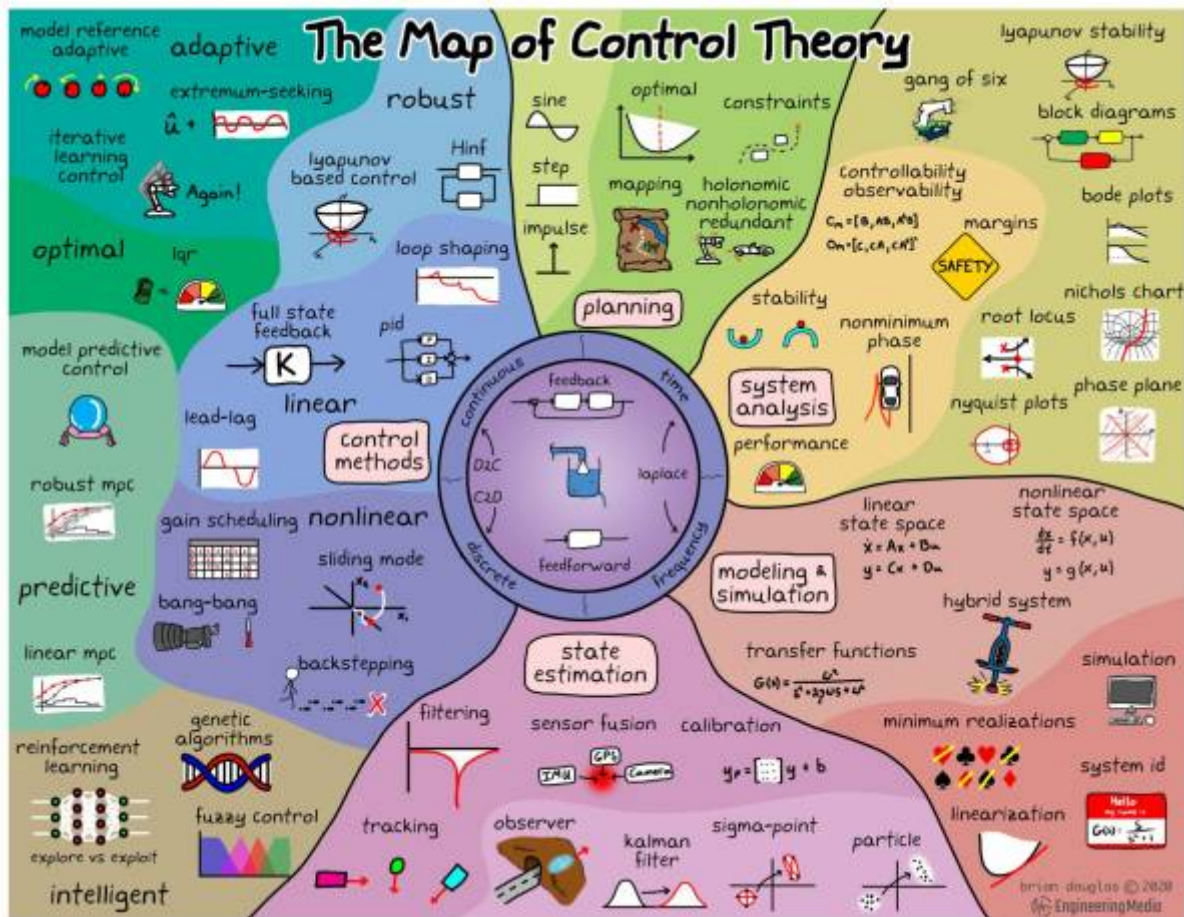 The Map of Control Theory
model reference
adaptive
adaptive
extremum-seeking
û +
iterative
learning
control
Again!
robust
Hinf
lyapunov
based control
loop shaping
optimal
lqr
full state
feedback
K
pid
linear
lead-lag
control
methods
model predictive
control
robust mpc
predictive
linear mpc
gain scheduling
nonlinear
sliding mode
bang-bang
backstepping
X
reinforcement
learning
explore vs exploit
genetic
algorithms
fuzzy control
intelligent
sine
step
impulse
optimal
constraints
mapping
holonomic
nonholonomic
redundant
planning
lyapunov stability
gang of six
block diagrams
controllability
observability
margins
SAFETY
bode plots
stability
nonminimum
phase
root locus
nichols chart
phase plane
nyquist plots
system
analysis
performance
continuous
time
frequency
discrete
feedback
D2C
C2D
laplace
feedforward
modeling &
simulation
linear
state space
ẋ = Ax + Bu
y = Cx + Du
nonlinear
state space
dx/dt = f(x, u)
y = g(x, u)
hybrid system
transfer functions
simulation
minimum realizations
system id
Hello
linearization
state
estimation
filtering
sensor fusion
IMU
GPS
Camera
calibration
tracking
observer
kalman
filter
sigma-point
particle
brian douglas © 2020
EngineeringMedia